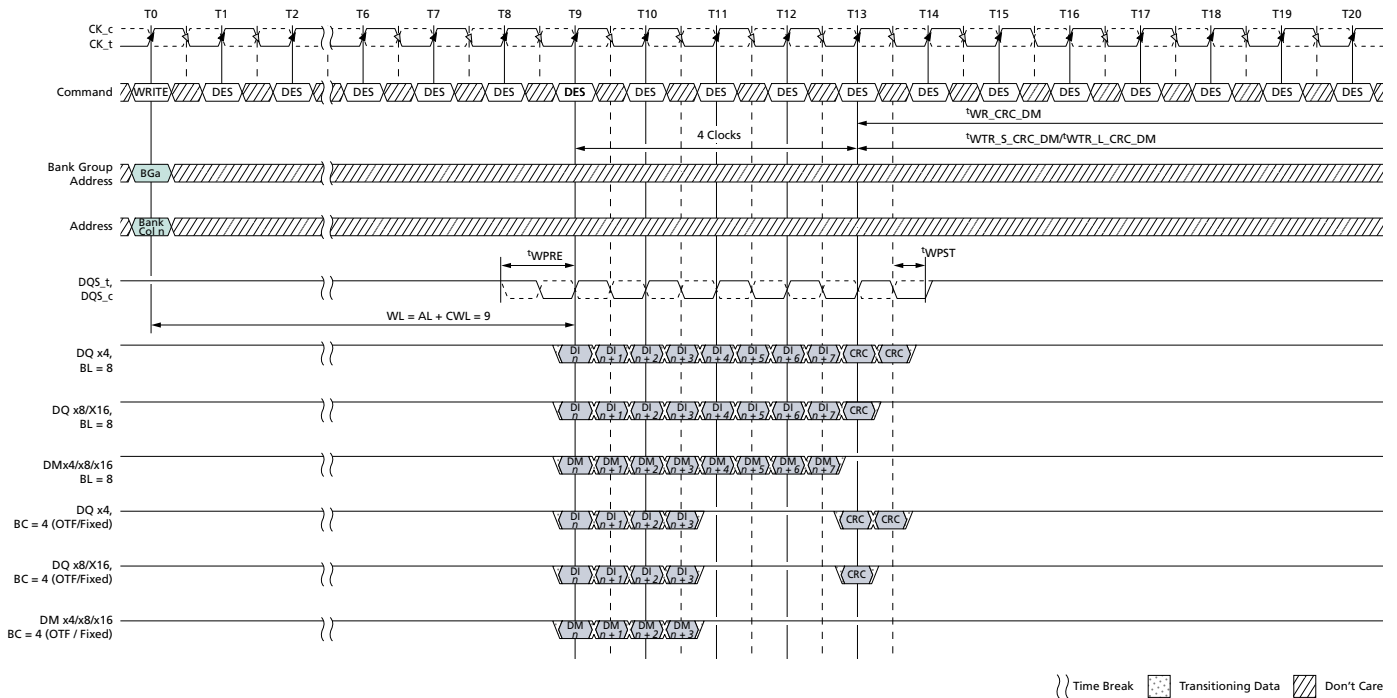 T0 T1 T2 T6 T7 T8 T9 T10 T11 T12 T13 T14 T15 T16 T17 T18 T19 T20
CK_c
CK_t
Command WRITE DES DES DES DES DES DES DES DES DES DES DES DES DES DES DES DES DES
tWR_CRC_DM
4 Clocks
tWTR_S_CRC_DM/tWTR_L_CRC_DM
Bank Group
Address
BGa
Address
Bank
Col n
tWPRE
tWPST
DQS_t,
DQS_c
WL = AL + CWL = 9
DQ x4,
BL = 8
DI DI DI DI DI DI DI DI CRC CRC
n n + 1 n + 2 n + 3 n + 4 n + 5 n + 6 n + 7
DQ x8/X16,
BL = 8
DI DI DI DI DI DI DI DI CRC
n n + 1 n + 2 n + 3 n + 4 n + 5 n + 6 n + 7
DMx4/x8/x16
BL = 8
DM DM DM DM DM DM DM DM
n n + 1 n + 2 n + 3 n + 4 n + 5 n + 6 n + 7
DQ x4,
BC = 4 (OTF/Fixed)
DI DI DI DI CRC CRC
n n + 1 n + 2 n + 3
DQ x8/X16,
BC = 4 (OTF/Fixed)
DI DI DI DI CRC
n n + 1 n + 2 n + 3
DM x4/x8/x16
BC = 4 (OTF / Fixed)
DM DM DM DM
n n + 1 n + 2 n + 3
Time Break Transitioning Data Don't Care